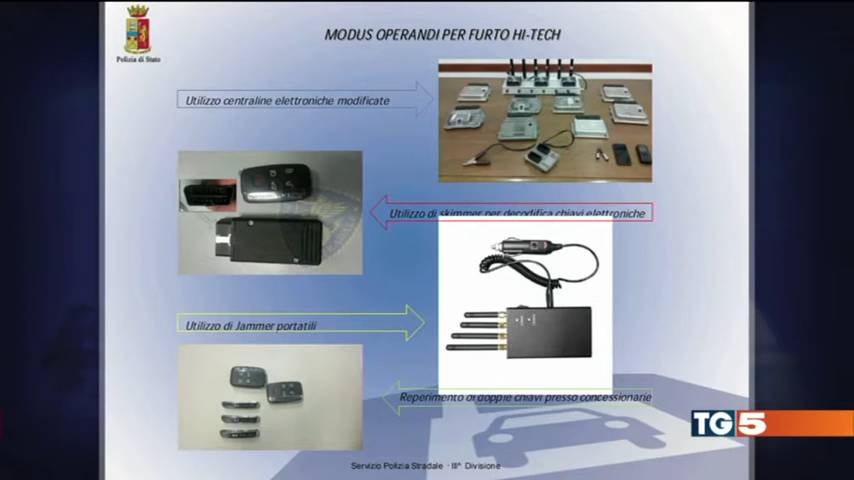 MODUS OPERANDI PER FURTO HI-TECH
Polizia di Stato
Utilizzo centraline elettroniche modificate
Utilizzo di skimmer per decodifica chiavi elettroniche
Utilizzo di Jammer portatili
Reperimento di doppie chiavi presso concessionarie
TG5
Servizio Polizia Stradale - III^ Divisione